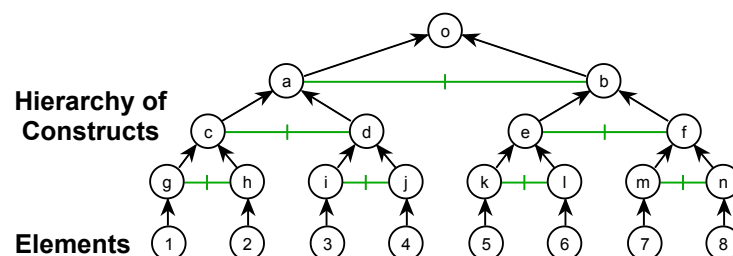 o
a b
Hierarchy of
Constructs
c d e f
g h i j k l m n
Elements 1 2 3 4 5 6 7 8